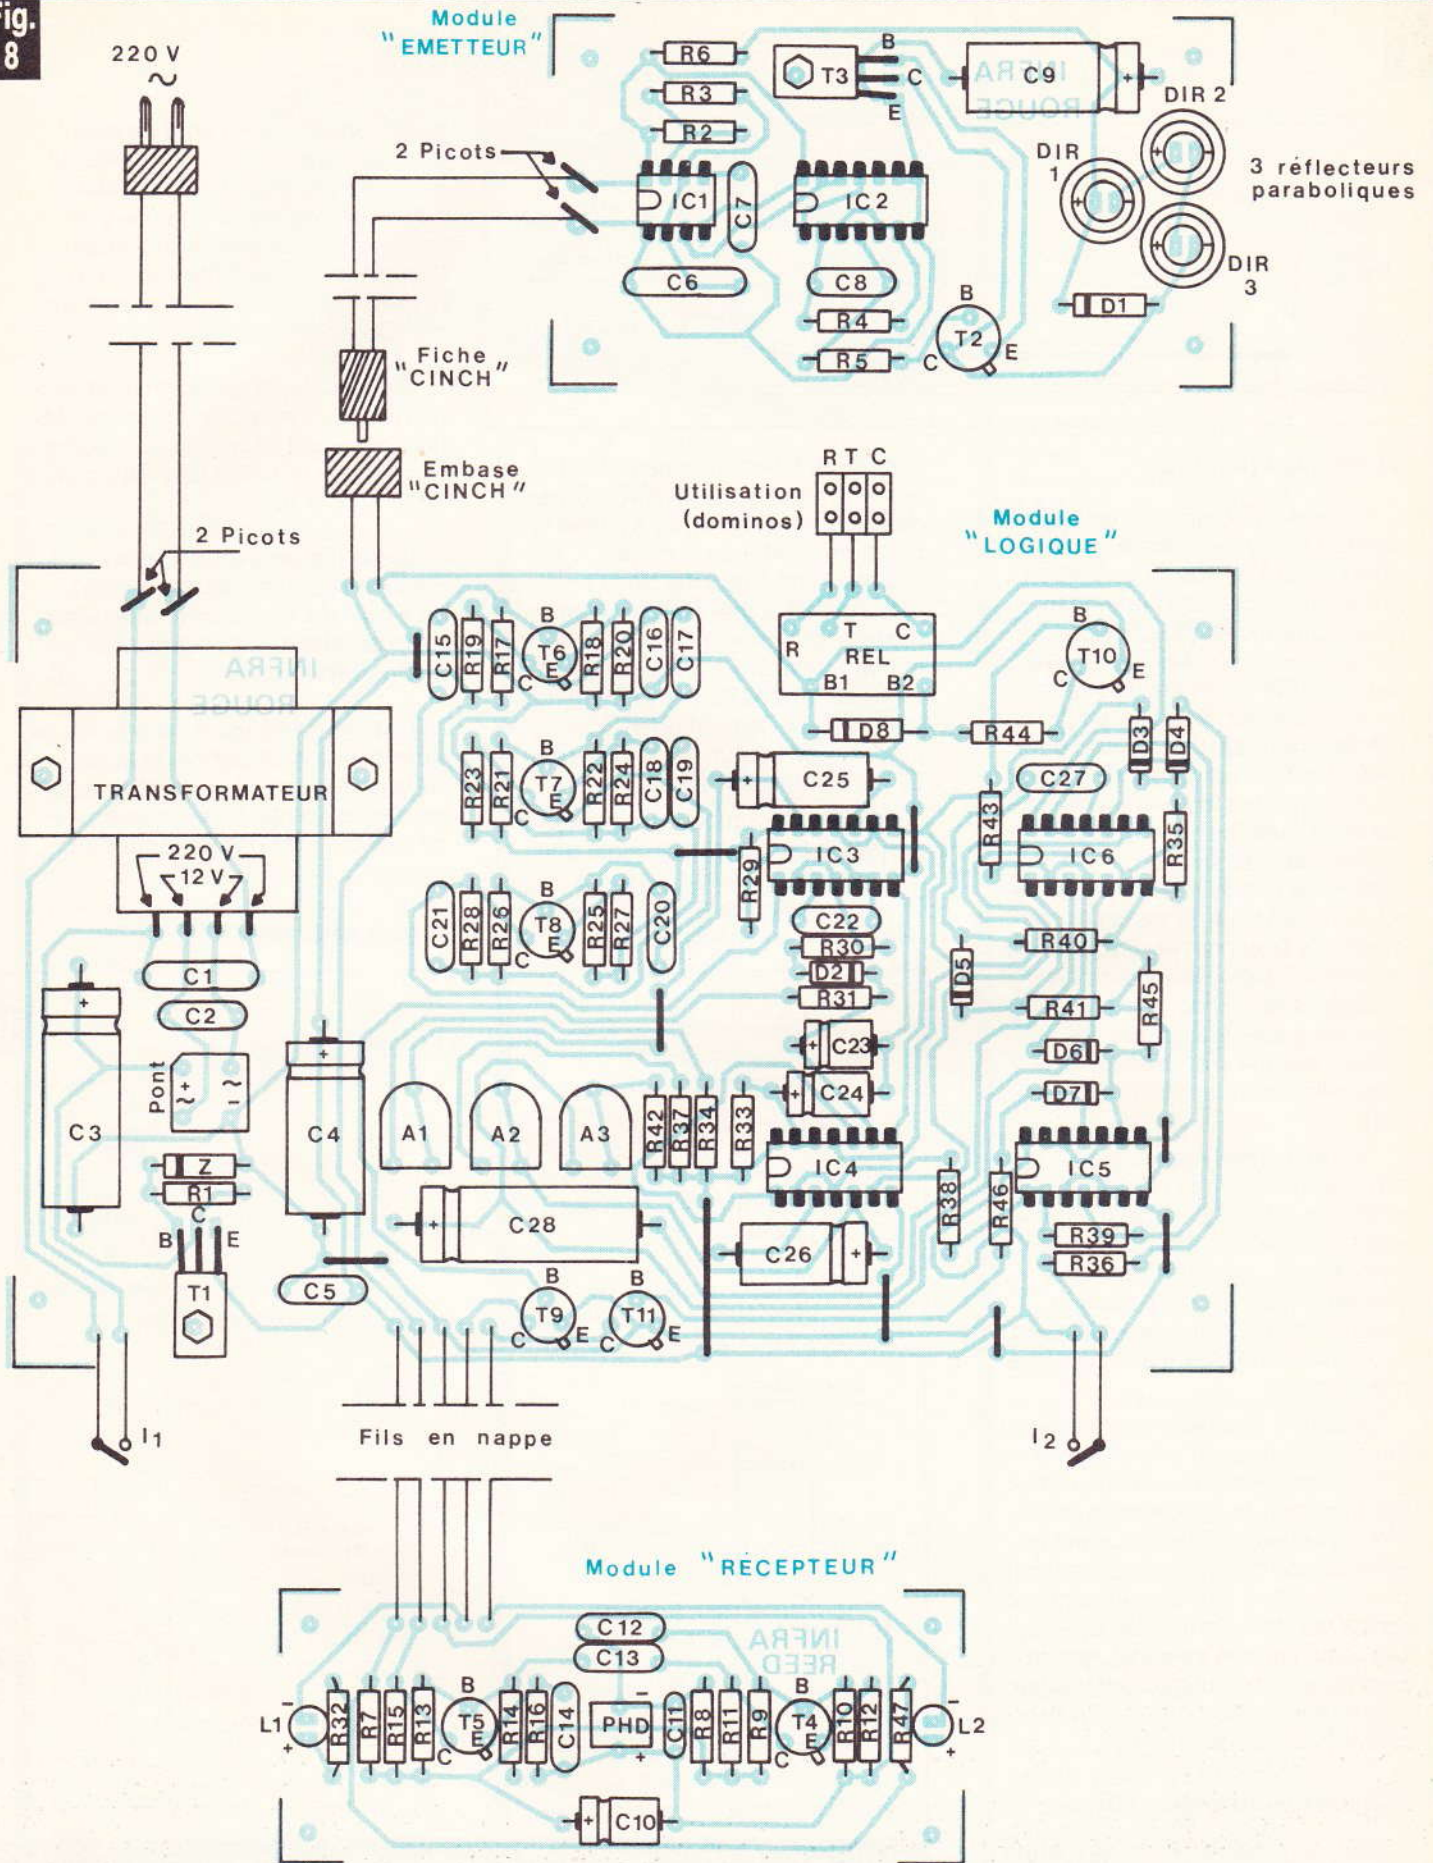 Fig.
8
220 V
~
Module
"EMETTEUR"
R6
R3
R2
T3
B
C
E
C9
INFRA
ROUGE
DIR 2
DIR
1
3 réflecteurs
paraboliques
DIR
3
2 Picots
IC1
C7
IC2
C6
C8
R4
R5
B
T2
C
E
D1
Fiche
"CINCH"
Embase
"CINCH"
R T C
Utilisation
(dominos)
Module
"LOGIQUE"
2 Picots
INFRA
ROUGE
C15
R19
R17
B
T6
E
C
R18
R20
C16
C17
T C
R
REL
B1 B2
B
T10
C
E
D8
R44
D3
D4
TRANSFORMATEUR
R23
R21
B
T7
E
C
R22
R24
C18
C19
C25
C27
R43
R35
IC3
IC6
R29
220 V
12 V
C21
R28
R26
B
T8
E
C
R25
R27
C20
C22
R30
D2
R31
D5
R40
R41
R45
C1
C2
C23
D6
C24
D7
Pont
+
~
~
-
C3
C4
A1
A2
A3
R42
R37
R34
R33
IC4
IC5
Z
R1
C
B
E
T1
C28
C26
R38
R46
R39
R36
C5
B
T9
C
E
B
T11
C
E
I1
Fils en nappe
I2
Module "RÉCEPTEUR"
C12
C13
INFRA
REED
L1
-
+
R32
R7
R15
R13
B
T5
E
C
R14
R16
C14
-
PHD
+
C11
R8
R11
R9
B
T4
E
C
R10
R12
R47
-
L2
+
+
C10